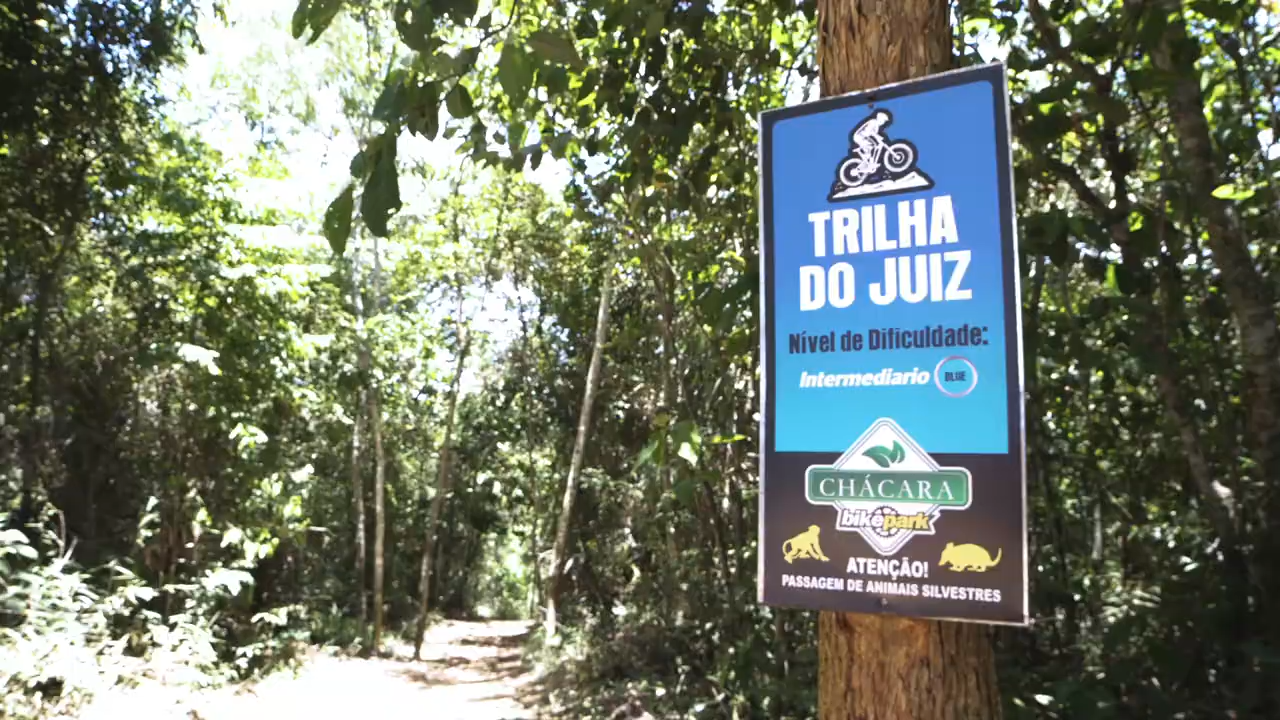 TRILHA
DO JUIZ
Nível de Dificuldade:
Intermediario BLUE
CHÁCARA
bikepark
ATENÇÃO!
PASSAGEM DE ANIMAIS SILVESTRES